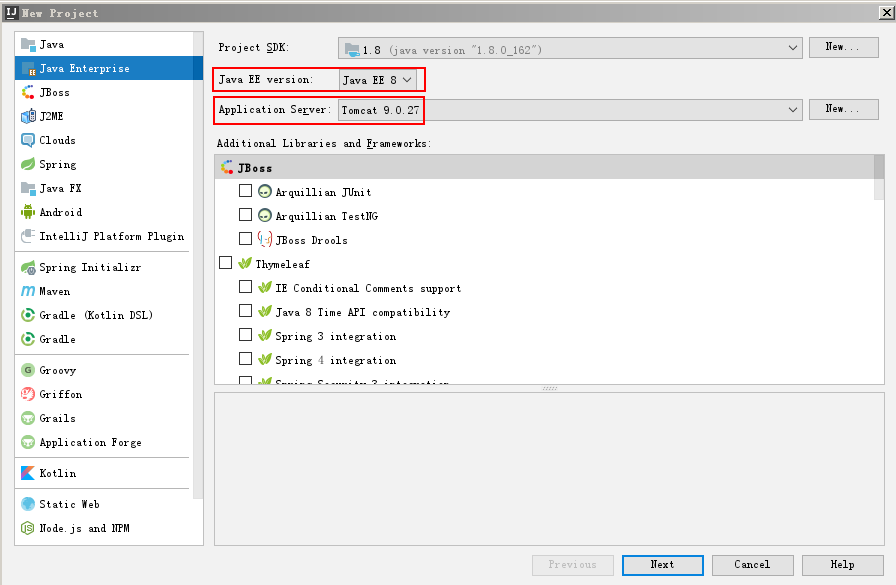 IJ New Project
Java
Java Enterprise
JBoss
J2ME
Clouds
Spring
Java FX
Android
IntelliJ Platform Plugin
Spring Initializr
Maven
Gradle (Kotlin DSL)
Gradle
Groovy
Griffon
Grails
Application Forge
Kotlin
Static Web
Node.js and NPM
Project SDK: 1.8 (java version "1.8.0_162") New...
Java EE version: Java EE 8
Application Server: Tomcat 9.0.27 New...
Additional Libraries and Frameworks:
JBoss
Arquillian JUnit
Arquillian TestNG
JBoss Drools
Thymeleaf
IE Conditional Comments support
Java 8 Time API compatibility
Spring 3 integration
Spring 4 integration
Spring Security 3 integration
Previous Next Cancel Help